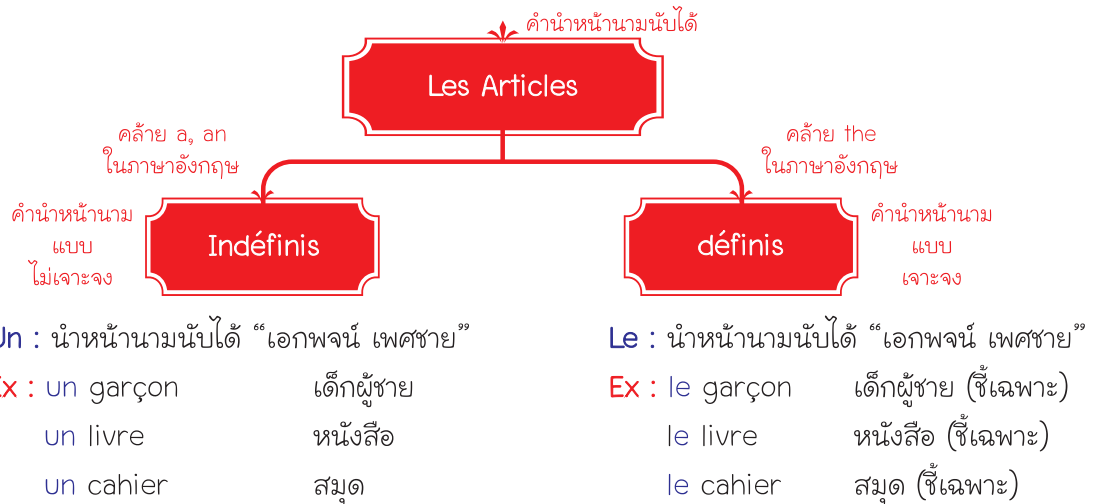 คำนำหน้านามนับได้
Les Articles
คล้าย a, an
ในภาษาอังกฤษ
คล้าย the
ในภาษาอังกฤษ
คำนำหน้านาม
แบบ
ไม่เจาะจง
Indéfinis
définis
คำนำหน้านาม
แบบ
เจาะจง
Un : นำหน้านามนับได้ “เอกพจน์ เพศชาย”
Ex : un garçon เด็กผู้ชาย
un livre หนังสือ
un cahier สมุด
Le : นำหน้านามนับได้ “เอกพจน์ เพศชาย”
Ex : le garçon เด็กผู้ชาย (ชี้เฉพาะ)
le livre หนังสือ (ชี้เฉพาะ)
le cahier สมุด (ชี้เฉพาะ)